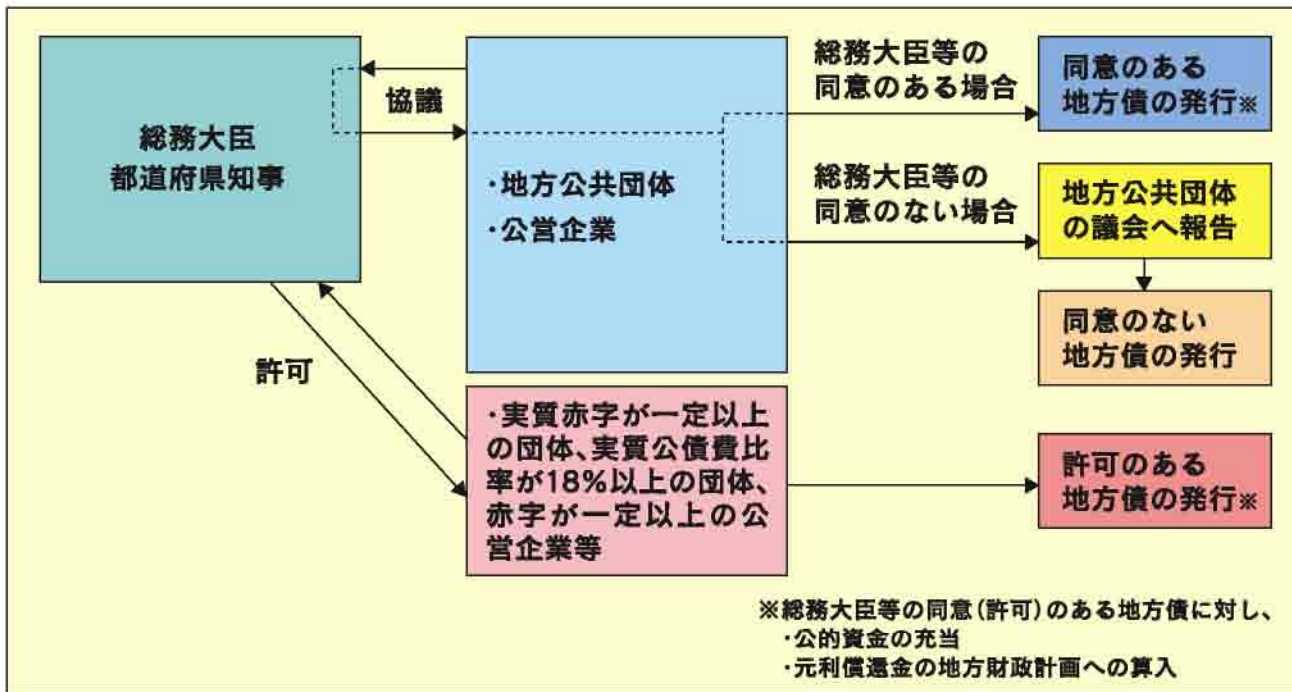 総務大臣
都道府県知事
協議
・地方公共団体
・公営企業
総務大臣等の
同意のある場合
同意のある
地方債の発行※
総務大臣等の
同意のない場合
地方公共団体
の議会へ報告
同意のない
地方債の発行
許可
・実質赤字が一定以上
の団体、実質公債費比
率が18%以上の団体、
赤字が一定以上の公
営企業等
許可のある
地方債の発行※
※総務大臣等の同意(許可)のある地方債に対し、
・公的資金の充当
・元利償還金の地方財政計画への算入